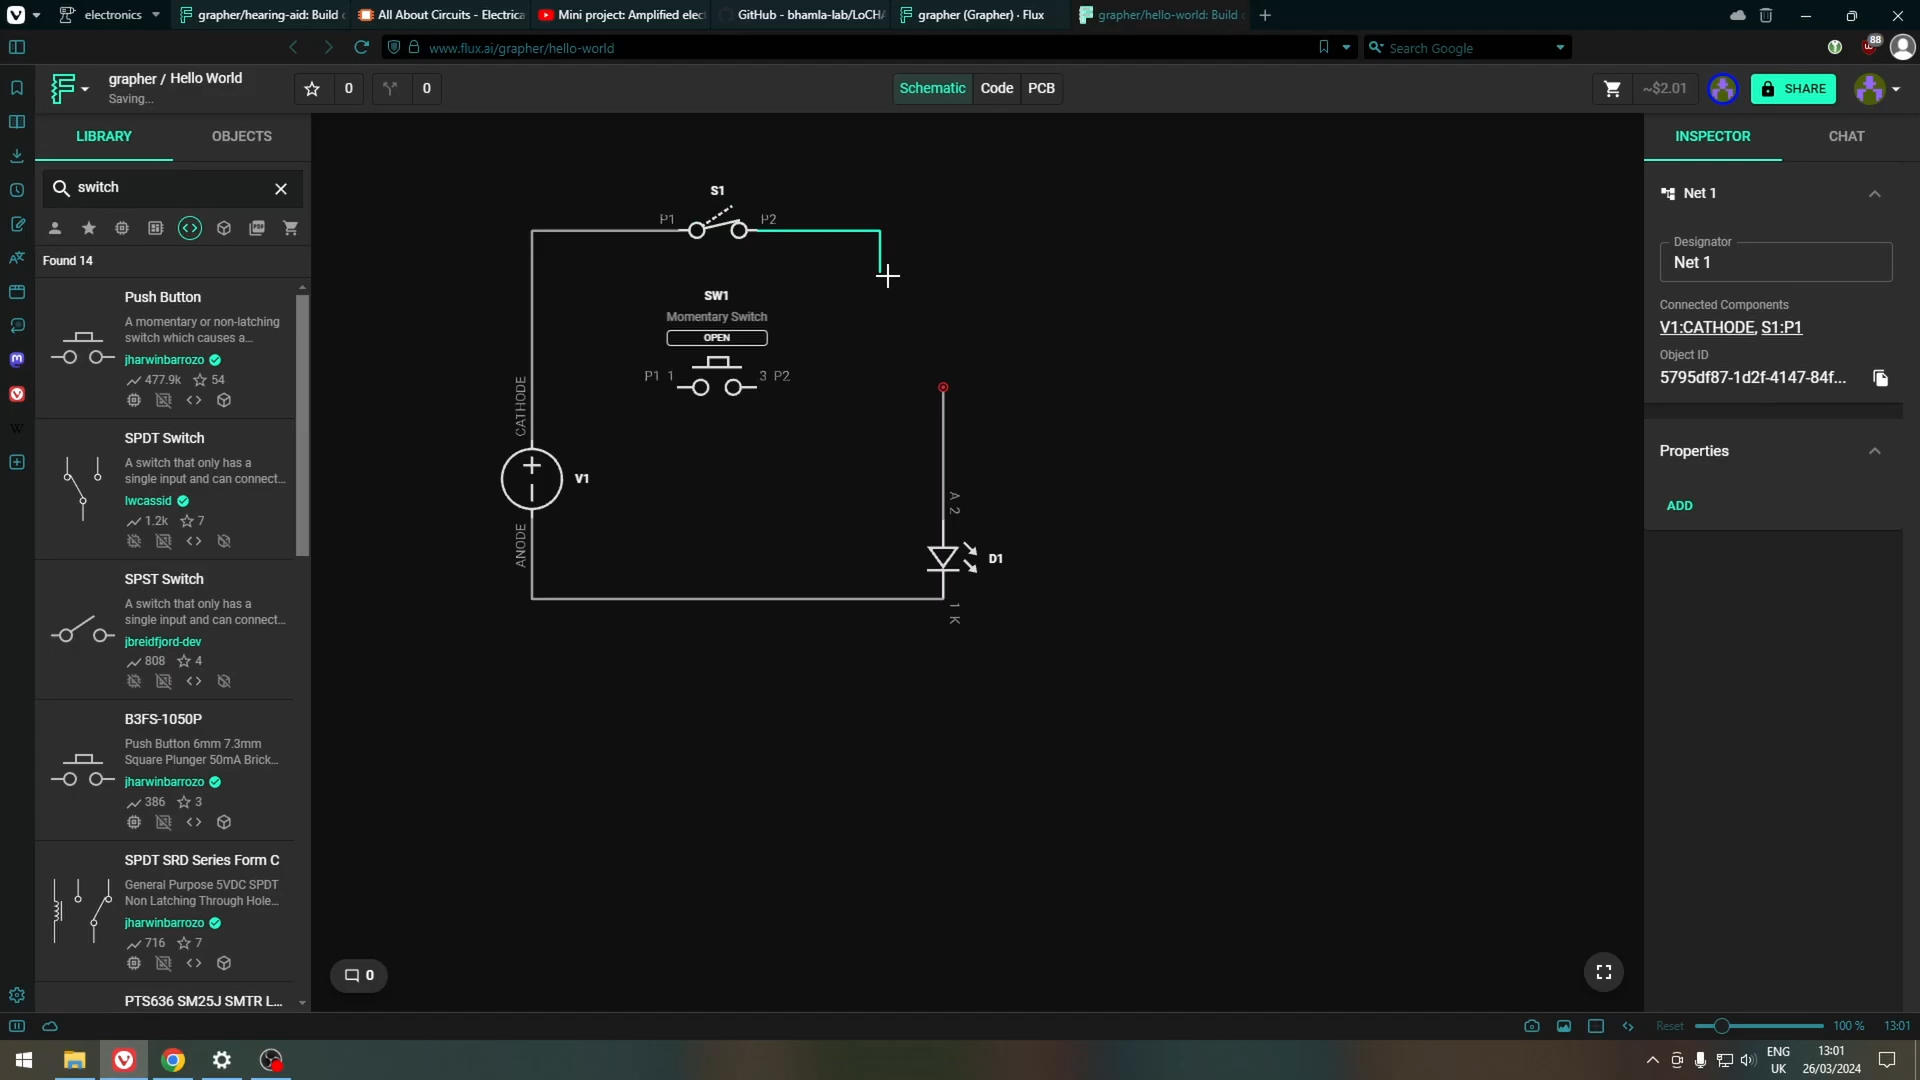 electronics
grapher/hearing-aid: Build
All About Circuits - Electrica
Mini project: Amplified elec
GitHub - bhamla-lab/LoCHA
grapher (Grapher) · Flux
grapher/hello-world: Build
www.flux.ai/grapher/hello-world
Search Google
88
grapher / Hello World
Saving...
0
0
Schematic
Code
PCB
~$2.01
SHARE
LIBRARY
OBJECTS
switch
Found 14
Push Button
A momentary or non-latching
switch which causes a...
jharwinbarrozo
477.9k
54
SPDT Switch
A switch that only has a
single input and can connect...
lwcassid
1.2k
7
SPST Switch
A switch that only has a
single input and can connect...
jbreidfjord-dev
808
4
B3FS-1050P
Push Button 6mm 7.3mm
Square Plunger 50mA Brick...
jharwinbarrozo
386
3
SPDT SRD Series Form C
General Purpose 5VDC SPDT
Non Latching Through Hole...
jharwinbarrozo
716
7
PTS636 SM25J SMTR L...
S1
P1
P2
SW1
Momentary Switch
OPEN
P1 1
3 P2
CATHODE
V1
ANODE
A 2
D1
1 K
0
INSPECTOR
CHAT
Net 1
Designator
Net 1
Connected Components
V1:CATHODE, S1:P1
Object ID
5795df87-1d2f-4147-84f...
Properties
ADD
Reset
100 %
13:01
ENG
UK
13:01
26/03/2024